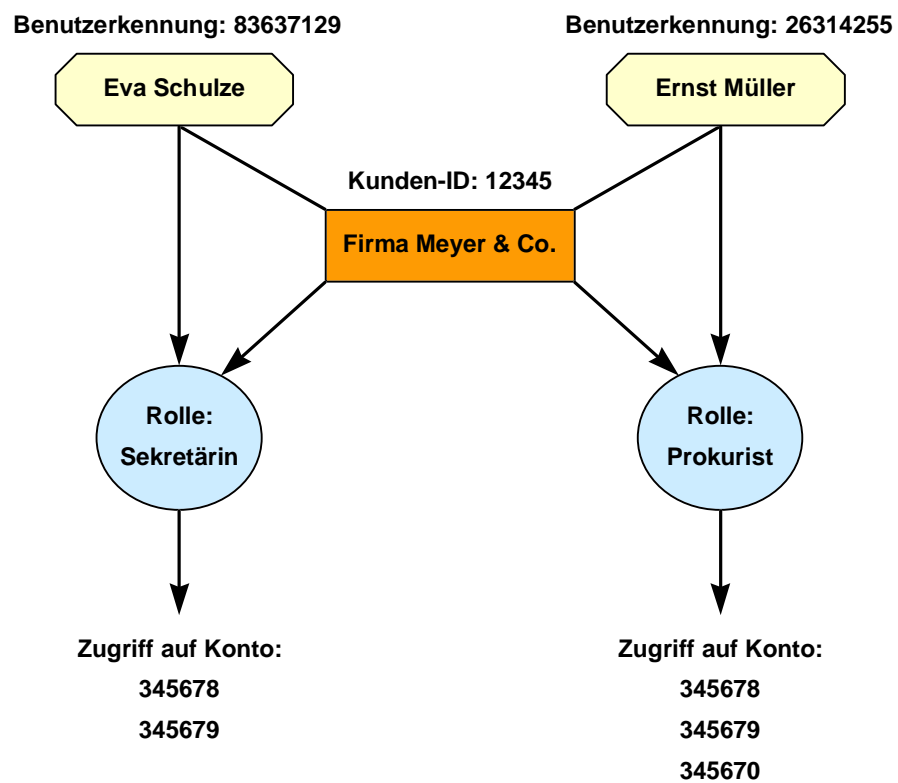 Benutzerkennung: 83637129
Benutzerkennung: 26314255
Eva Schulze
Ernst Müller
Kunden-ID: 12345
Firma Meyer & Co.
Rolle:
Sekretärin
Rolle:
Prokurist
Zugriff auf Konto:
345678
345679
Zugriff auf Konto:
345678
345679
345670